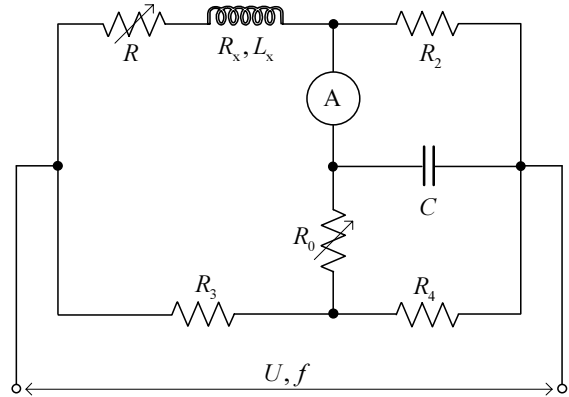 R
R_x, L_x
R_2
A
C
R_0
R_3
R_4
U, f